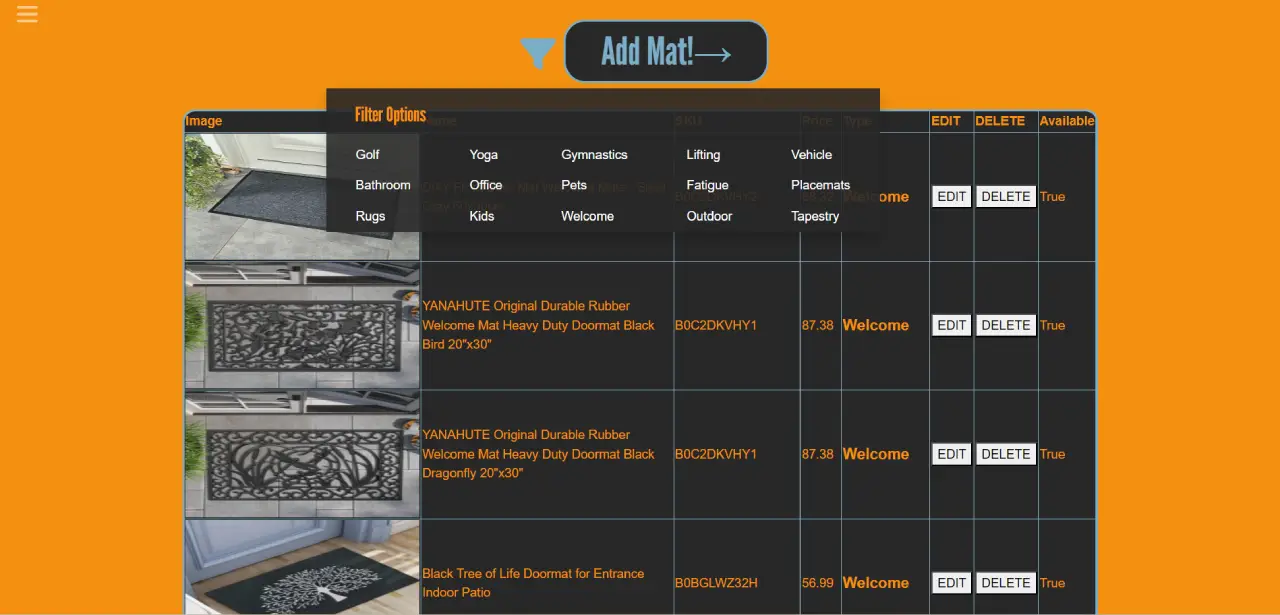 Add Mat!→
Filter Options
Golf Yoga Gymnastics Lifting Vehicle
Bathroom Office Pets Fatigue Placemats
Rugs Kids Welcome Outdoor Tapestry
Image Name SKU Price Type EDIT DELETE Available
Welcome EDIT DELETE True
YANAHUTE Original Durable Rubber
Welcome Mat Heavy Duty Doormat Black
Bird 20"x30"
B0C2DKVHY1 87.38 Welcome EDIT DELETE True
YANAHUTE Original Durable Rubber
Welcome Mat Heavy Duty Doormat Black
Dragonfly 20"x30"
B0C2DKVHY1 87.38 Welcome EDIT DELETE True
Black Tree of Life Doormat for Entrance
Indoor Patio
B0BGLWZ32H 56.99 Welcome EDIT DELETE True